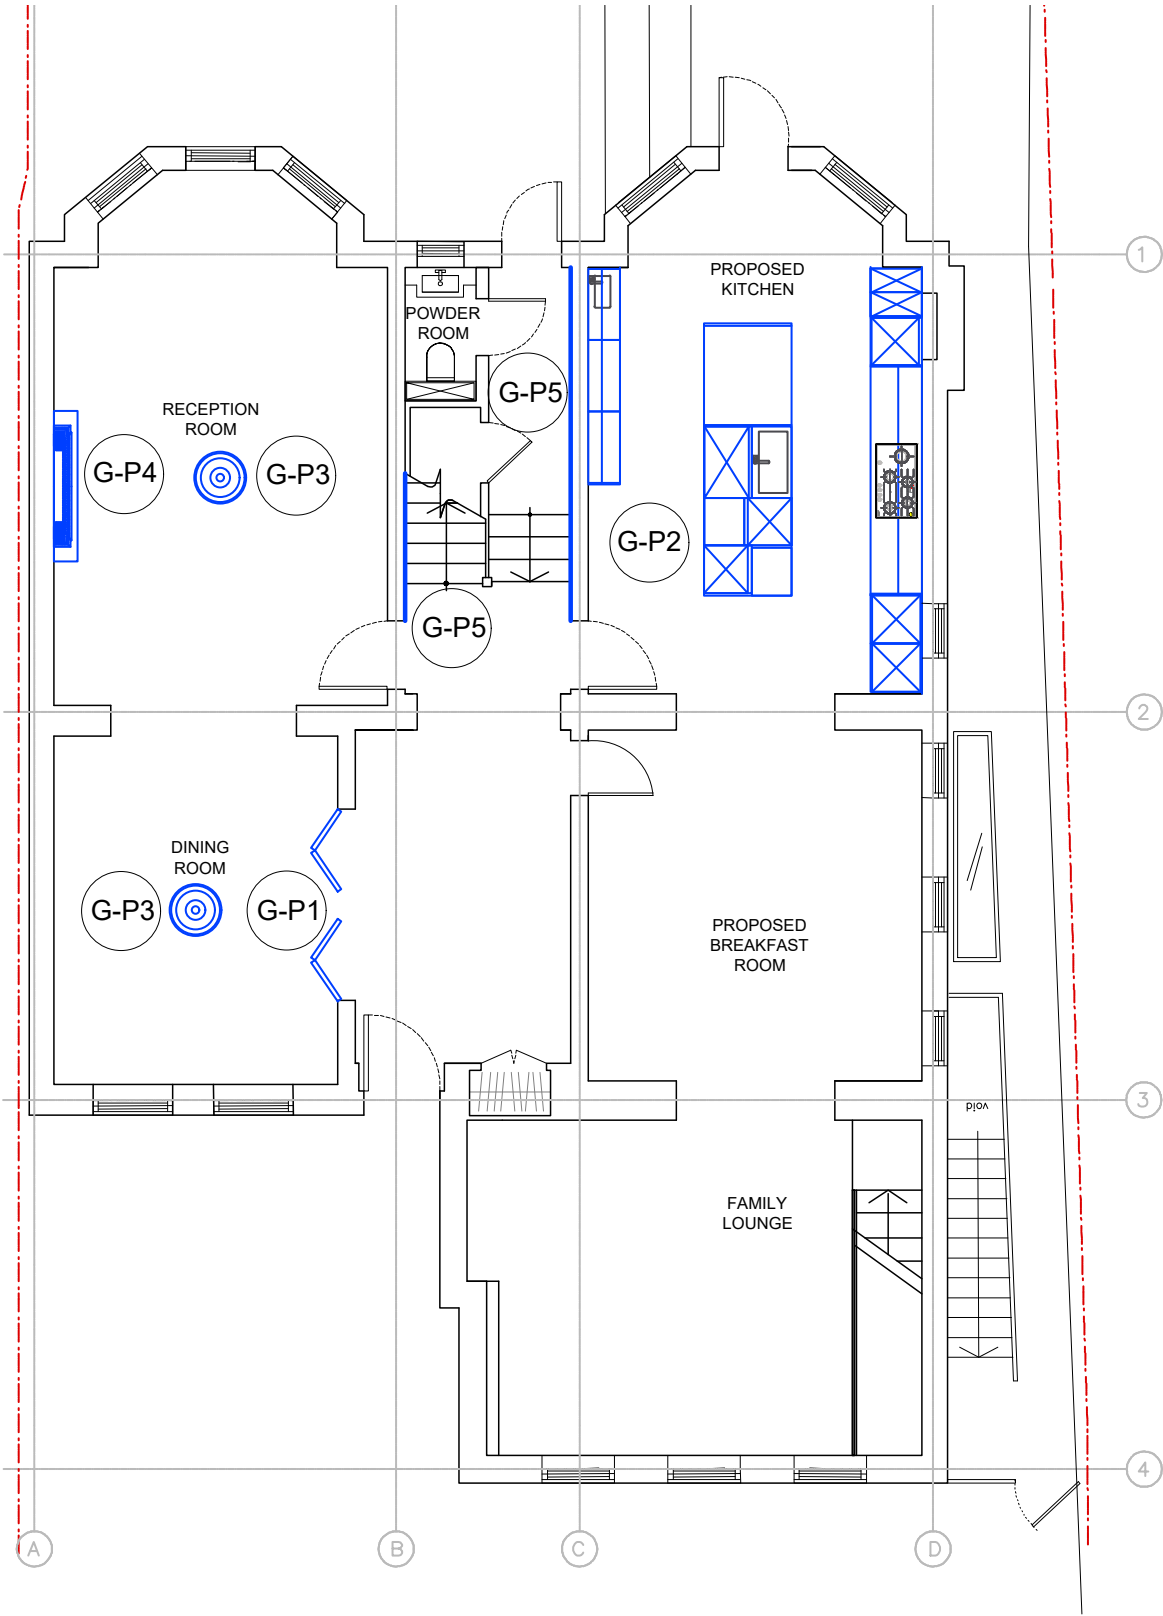 1
PROPOSED
KITCHEN
POWDER
ROOM
G-P5
RECEPTION
ROOM
G-P4
G-P3
G-P2
G-P5
2
DINING
ROOM
G-P3
G-P1
PROPOSED
BREAKFAST
ROOM
void
3
FAMILY
LOUNGE
4
A
B
C
D